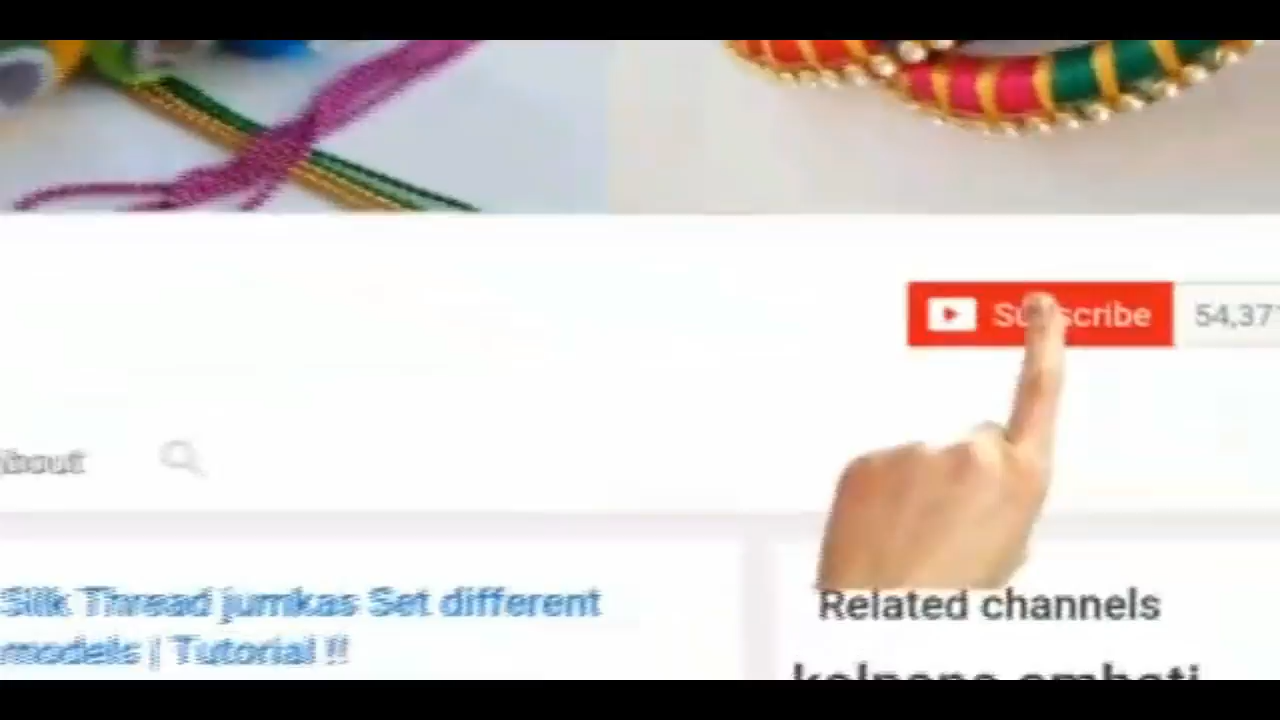 Subscribe 54,37
About
Silk Thread jumkas Set different
models | Tutorial !!
Related channels